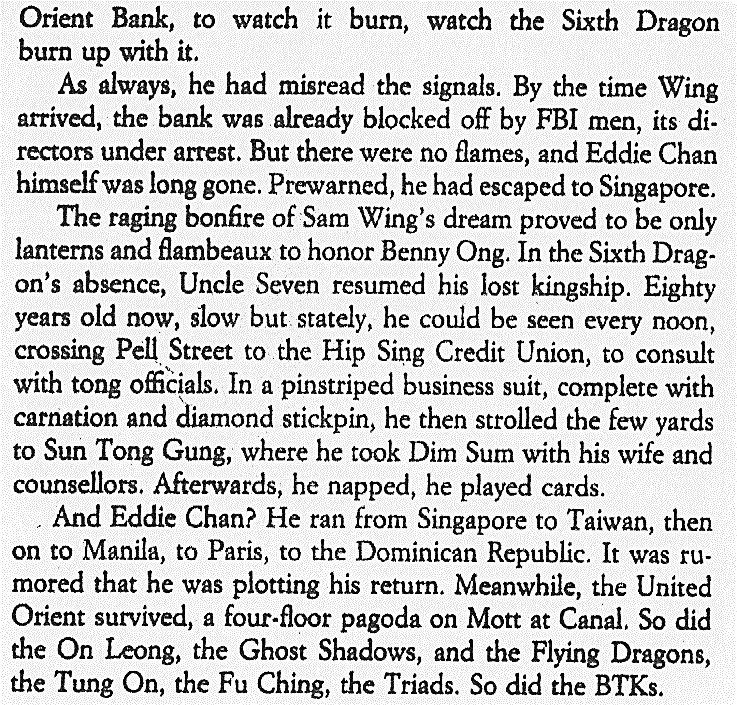 Orient Bank, to watch it burn, watch the Sixth Dragon
burn up with it.
As always, he had misread the signals. By the time Wing
arrived, the bank was already blocked off by FBI men, its di-
rectors under arrest. But there were no flames, and Eddie Chan
himself was long gone. Prewarned, he had escaped to Singapore.
The raging bonfire of Sam Wing's dream proved to be only
lanterns and flambeaux to honor Benny Ong. In the Sixth Drag-
on's absence, Uncle Seven resumed his lost kingship. Eighty
years old now, slow but stately, he could be seen every noon,
crossing Pell Street to the Hip Sing Credit Union, to consult
with tong officials. In a pinstriped business suit, complete with
carnation and diamond stickpin, he then strolled the few yards
to Sun Tong Gung, where he took Dim Sum with his wife and
counsellors. Afterwards, he napped, he played cards.
And Eddie Chan? He ran from Singapore to Taiwan, then
on to Manila, to Paris, to the Dominican Republic. It was ru-
mored that he was plotting his return. Meanwhile, the United
Orient survived, a four-floor pagoda on Mott at Canal. So did
the On Leong, the Ghost Shadows, and the Flying Dragons,
the Tung On, the Fu Ching, the Triads. So did the BTKs.